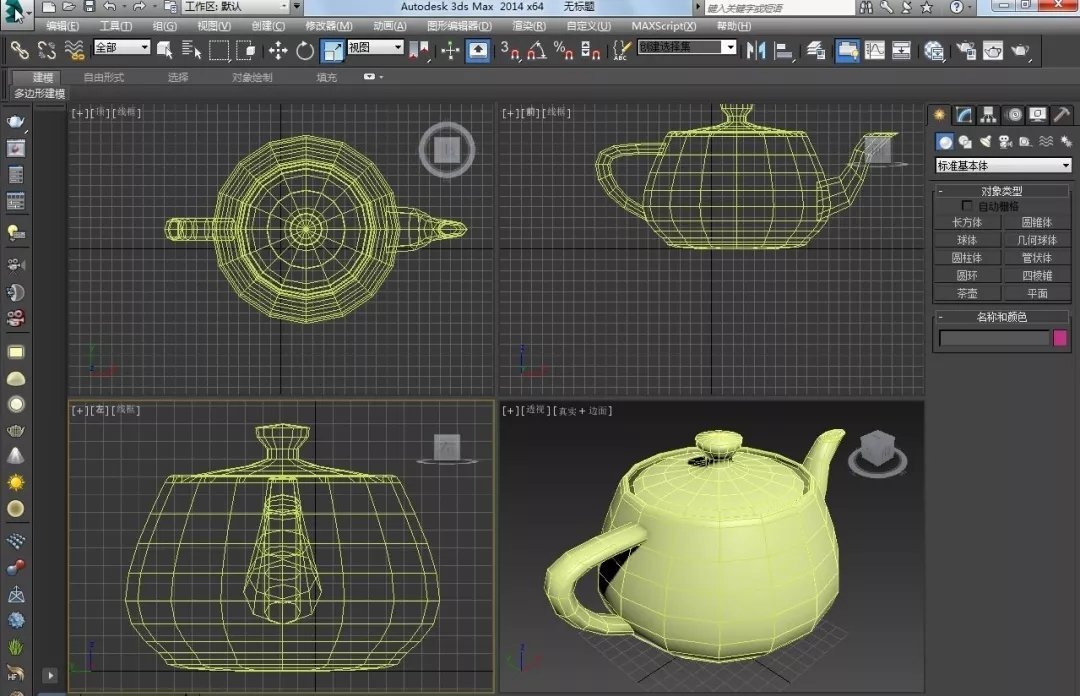 工作区: 默认
Autodesk 3ds Max 2014 x64 无标题
键入关键字或短语
编辑(E) 工具(T) 组(G) 视图(V) 创建(C) 修改器(M) 动画(A) 图形编辑器(D) 渲染(R) 自定义(U) MAXScript(X) 帮助(H)
全部
视图
创建选择集
建模 自由形式 选择 对象绘制 填充
多边形建模
[+][顶][线框]
[+][前][线框]
标准基本体
对象类型
自动栅格
长方体 圆锥体
球体 几何球体
圆柱体 管状体
圆环 四棱锥
茶壶 平面
名称和颜色
[+][左][线框]
[+][透视][真实 + 边面]